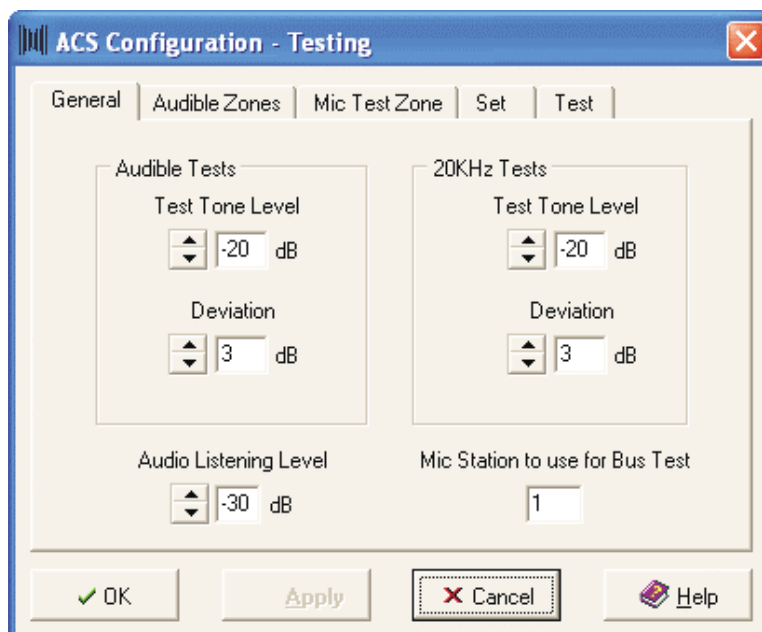 ACS Configuration - Testing
General Audible Zones Mic Test Zone Set Test
Audible Tests
Test Tone Level
-20 dB
Deviation
3 dB
20KHz Tests
Test Tone Level
-20 dB
Deviation
3 dB
Audio Listening Level
-30 dB
Mic Station to use for Bus Test
1
OK Apply Cancel Help